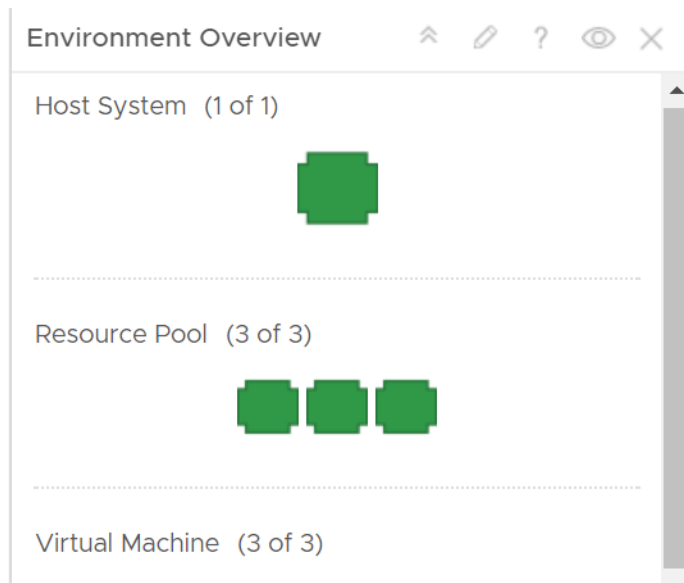 Environment Overview ?
Host System (1 of 1)
Resource Pool (3 of 3)
Virtual Machine (3 of 3)